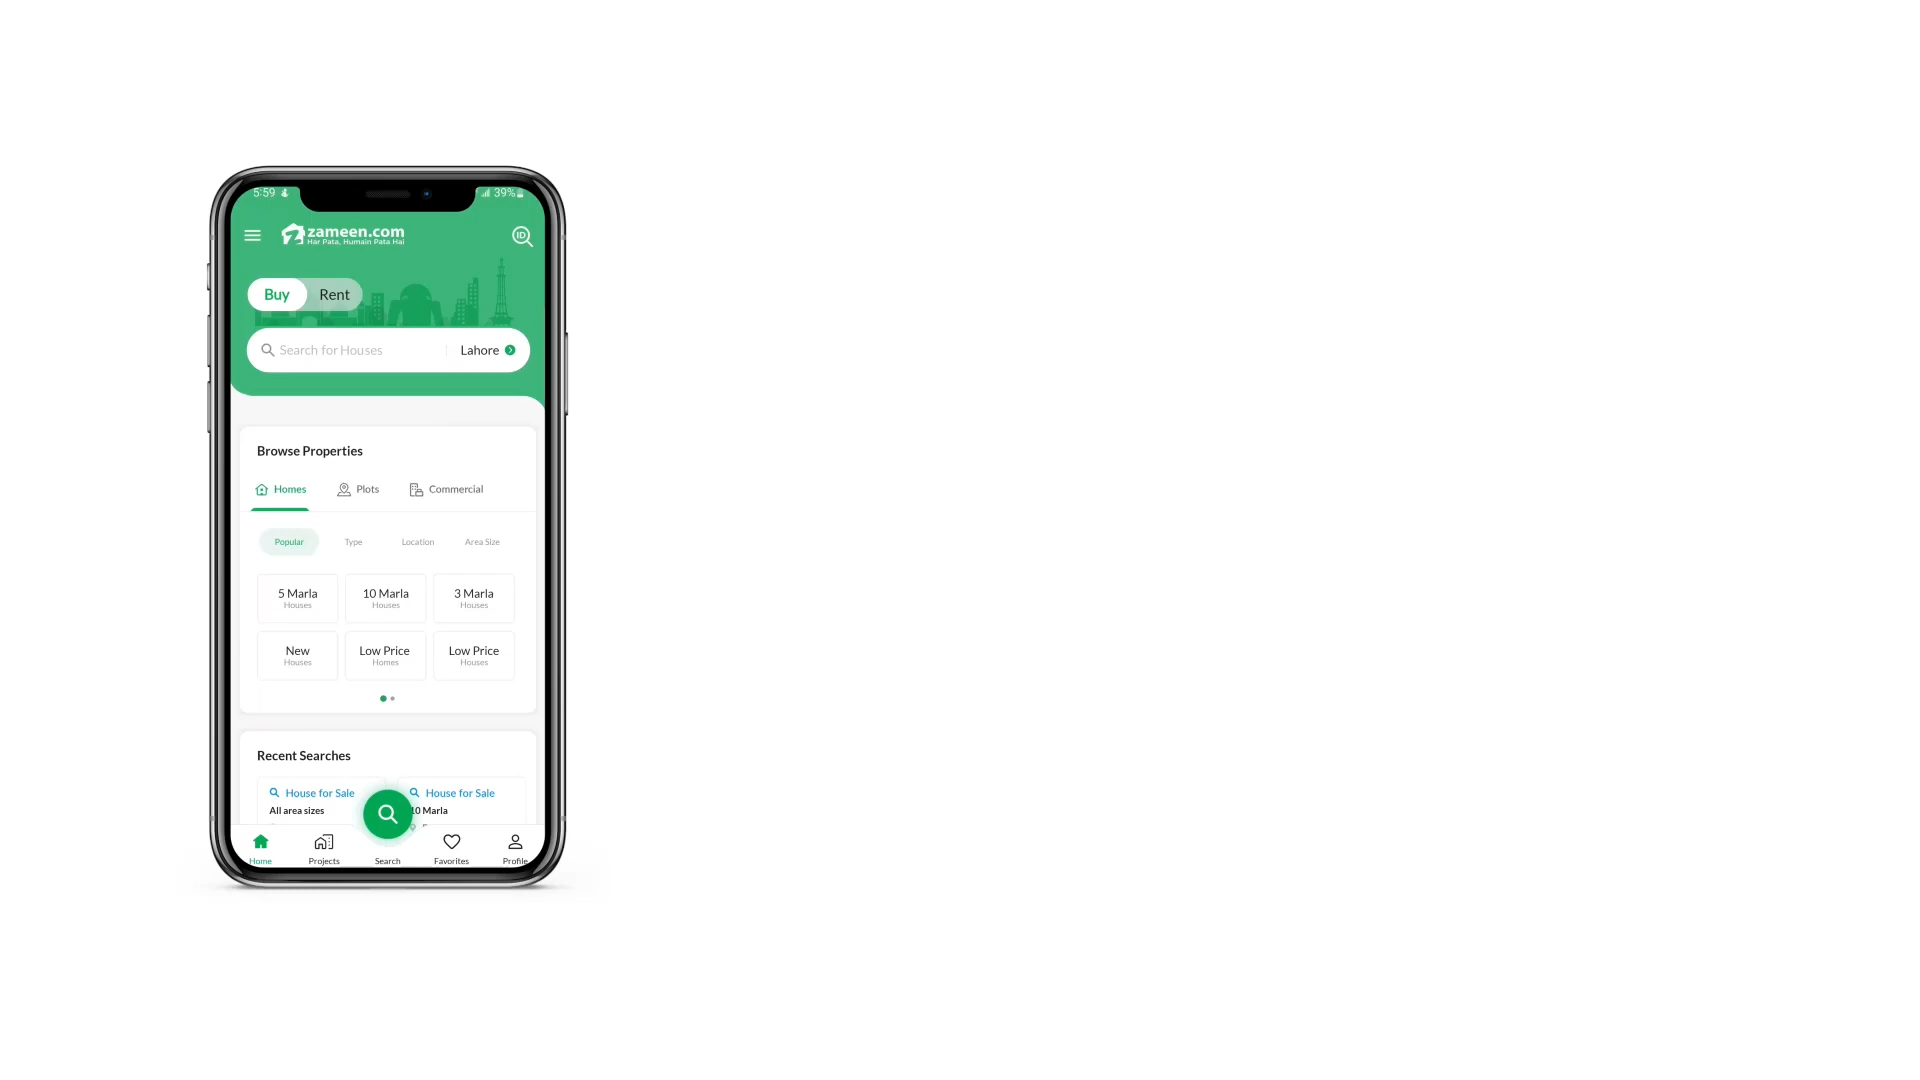 5:59
39%
zameen.com
Har Pata, Humain Pata Hai
ID
Buy Rent
Search for Houses Lahore
Browse Properties
Homes Plots Commercial
Popular Type Location Area Size
5 Marla 10 Marla 3 Marla
Houses Houses Houses
New Low Price Low Price
Houses Homes Houses
Recent Searches
House for Sale House for Sale
All area sizes 10 Marla
Home Projects Search Favorites Profile